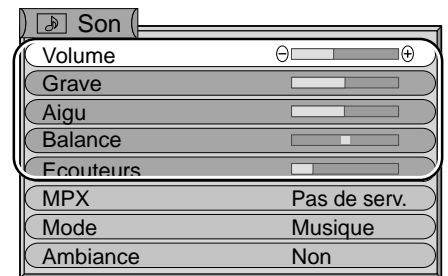 Son
Volume
Grave
Aigu
Balance
Ecouteurs
MPX Pas de serv.
Mode Musique
Ambiance Non